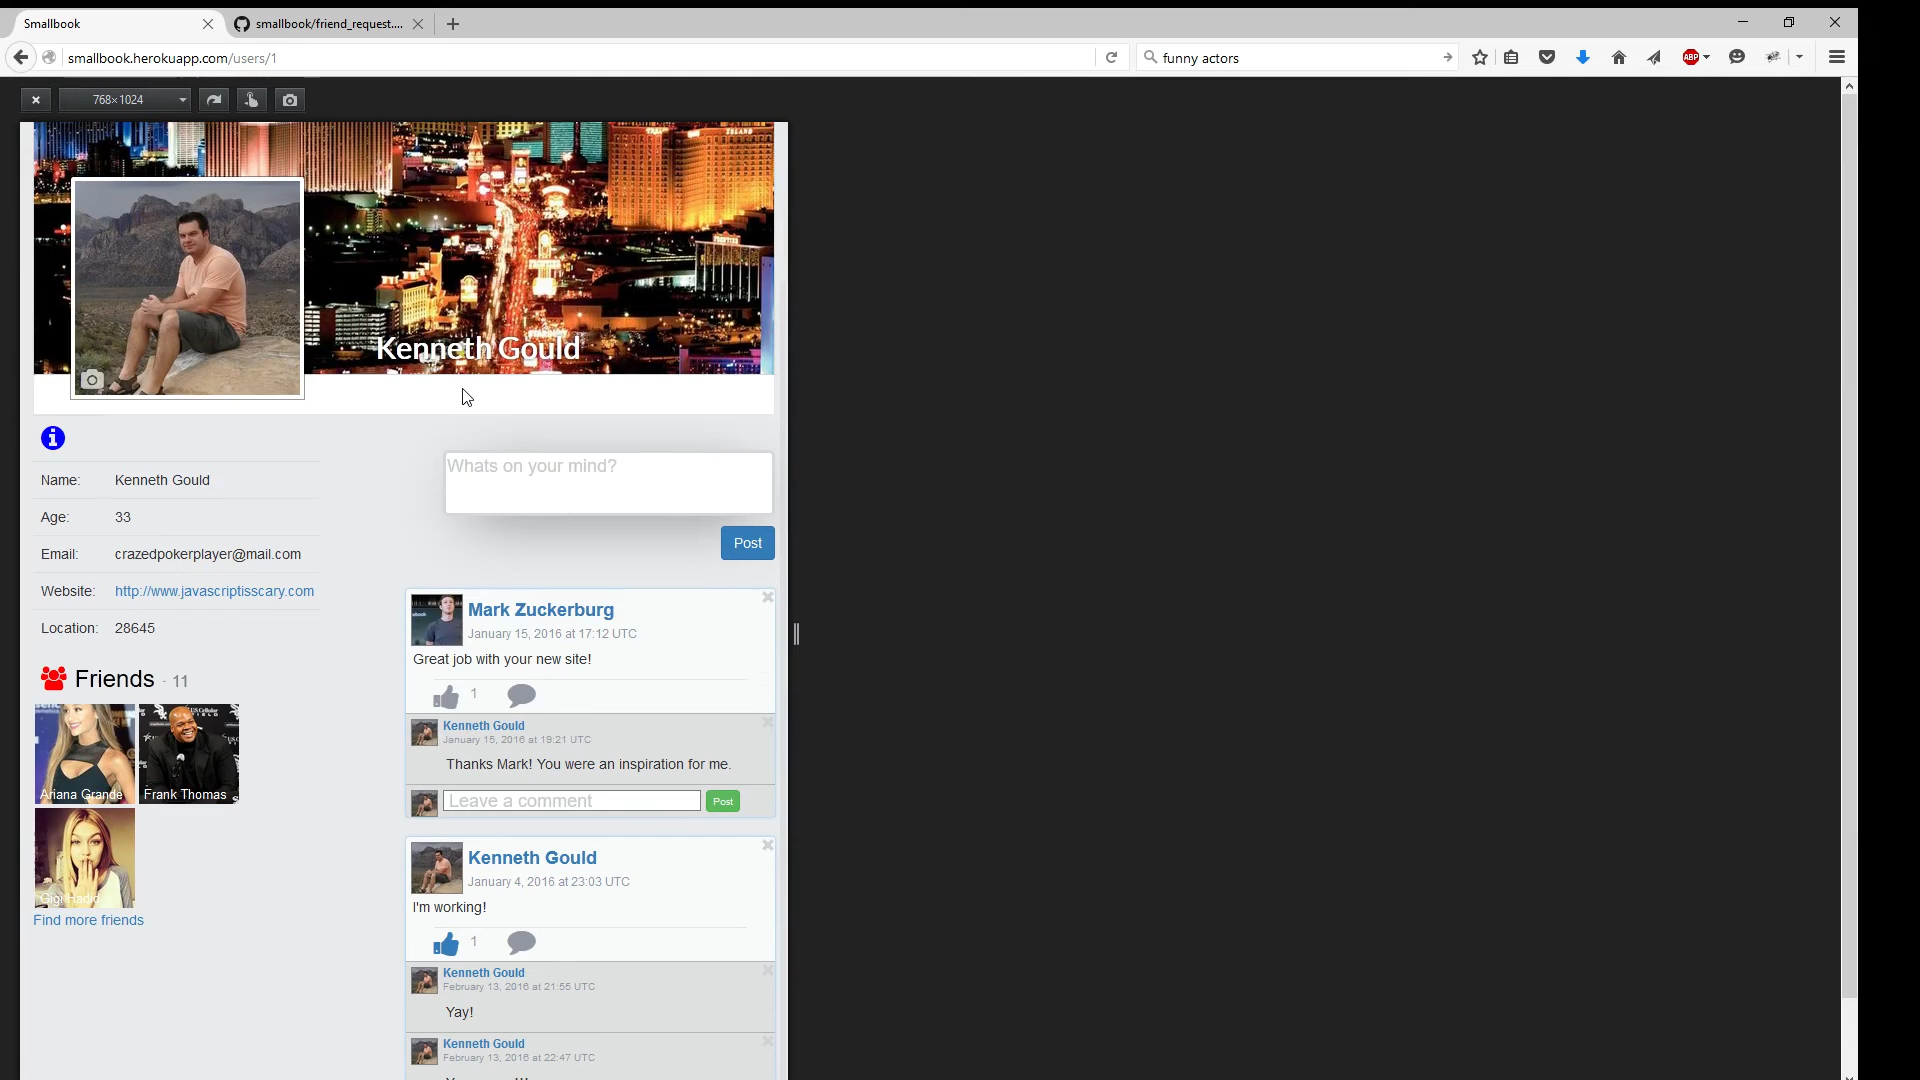 Smallbook
smallbook/friend_request....
smallbook.herokuapp.com/users/1
funny actors
ABP
768×1024
Kenneth Gould
Name: Kenneth Gould
Age: 33
Email: crazedpokerplayer@mail.com
Website: http://www.javascriptisscary.com
Location: 28645
Friends · 11
Ariana Grande
Frank Thomas
Gigi Hadid
Find more friends
Whats on your mind?
Post
Mark Zuckerburg
January 15, 2016 at 17:12 UTC
Great job with your new site!
1
Kenneth Gould
January 15, 2016 at 19:21 UTC
Thanks Mark! You were an inspiration for me.
Leave a comment
Post
Kenneth Gould
January 4, 2016 at 23:03 UTC
I'm working!
1
Kenneth Gould
February 13, 2016 at 21:55 UTC
Yay!
Kenneth Gould
February 13, 2016 at 22:47 UTC